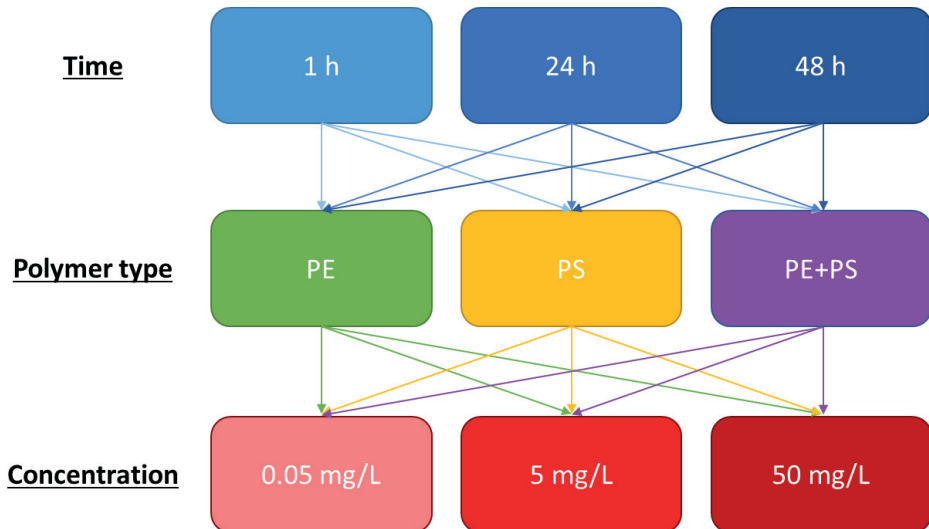 Time
1 h
24 h
48 h
Polymer type
PE
PS
PE+PS
Concentration
0.05 mg/L
5 mg/L
50 mg/L